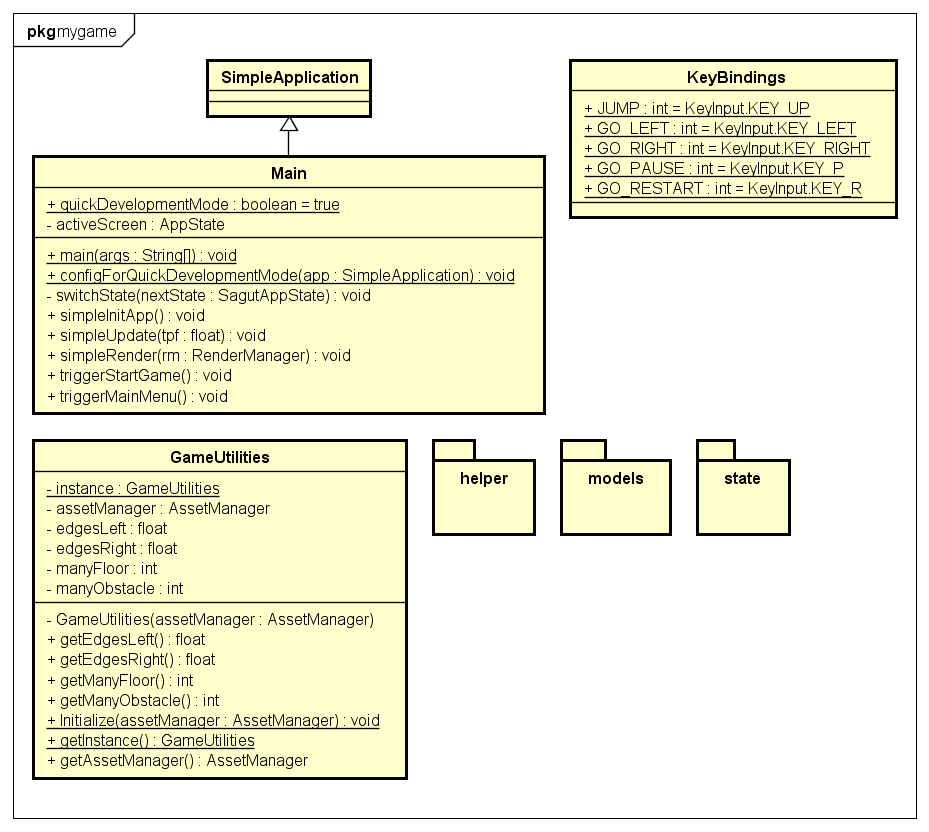 pkg mygame
SimpleApplication
Main
+ quickDevelopmentMode : boolean = true
- activeScreen : AppState
+ main(args : String[]) : void
+ configForQuickDevelopmentMode(app : SimpleApplication) : void
- switchState(nextState : SagutAppState) : void
+ simpleInitApp() : void
+ simpleUpdate(tpf : float) : void
+ simpleRender(rm : RenderManager) : void
+ triggerStartGame() : void
+ triggerMainMenu() : void
KeyBindings
+ JUMP : int = KeyInput.KEY_UP
+ GO_LEFT : int = KeyInput.KEY_LEFT
+ GO_RIGHT : int = KeyInput.KEY_RIGHT
+ GO_PAUSE : int = KeyInput.KEY_P
+ GO_RESTART : int = KeyInput.KEY_R
GameUtilities
- instance : GameUtilities
- assetManager : AssetManager
- edgesLeft : float
- edgesRight : float
- manyFloor : int
- manyObstacle : int
- GameUtilities(assetManager : AssetManager)
+ getEdgesLeft() : float
+ getEdgesRight() : float
+ getManyFloor() : int
+ getManyObstacle() : int
+ Initialize(assetManager : AssetManager) : void
+ getInstance() : GameUtilities
+ getAssetManager() : AssetManager
helper
models
state